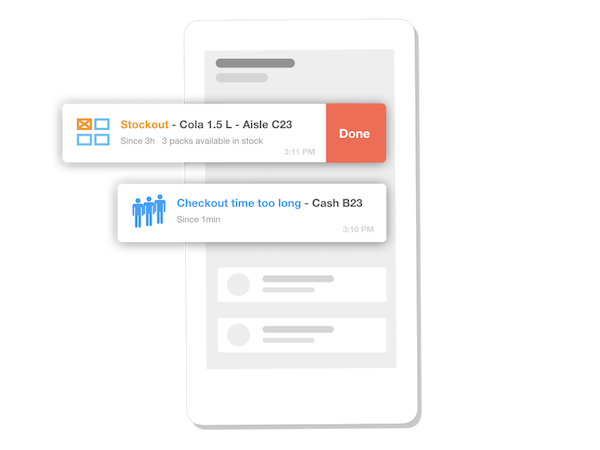 Stockout - Cola 1.5 L - Aisle C23
Since 3h 3 packs available in stock
3:11 PM
Done
Checkout time too long - Cash B23
Since 1min
3:10 PM